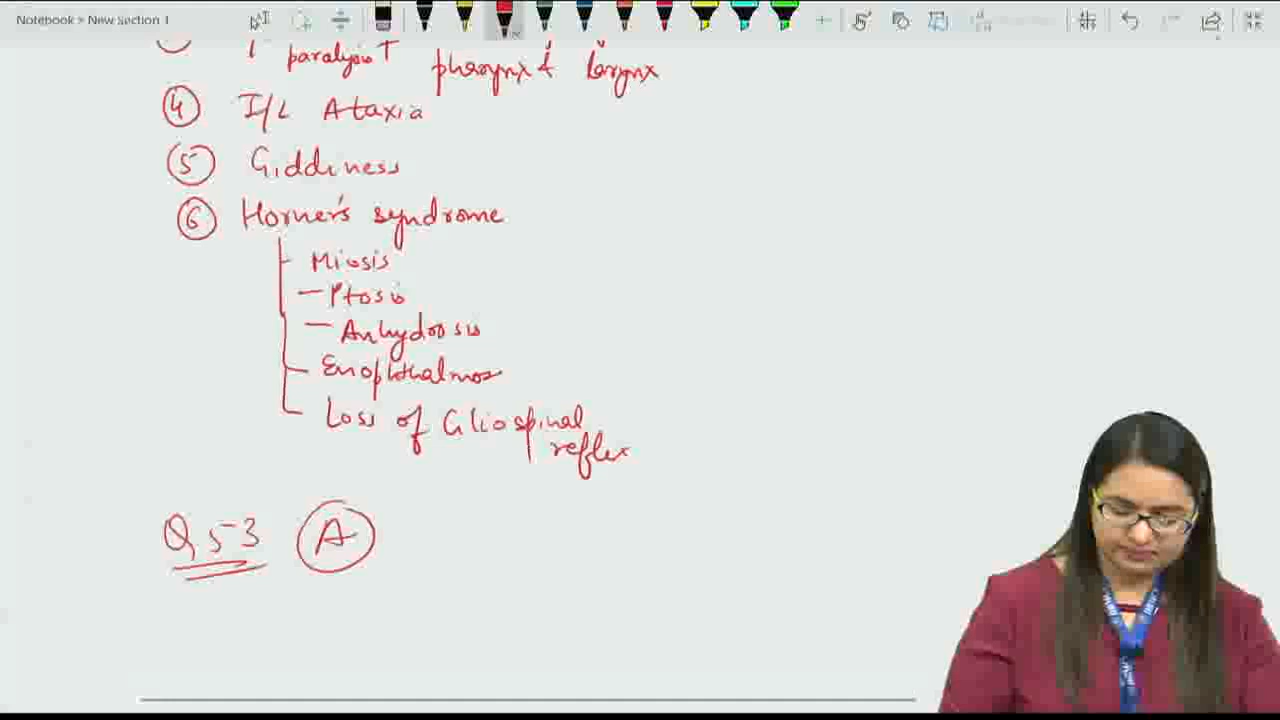 Notebook > New Section 1
paralysis pharynx & larynx
④ I/L Ataxia
⑤ Giddiness
⑥ Horner's syndrome
Miosis
- Ptosis
- Anhydrosis
Enophthalmos
Loss of Ciliospinal
reflex
Q53 A